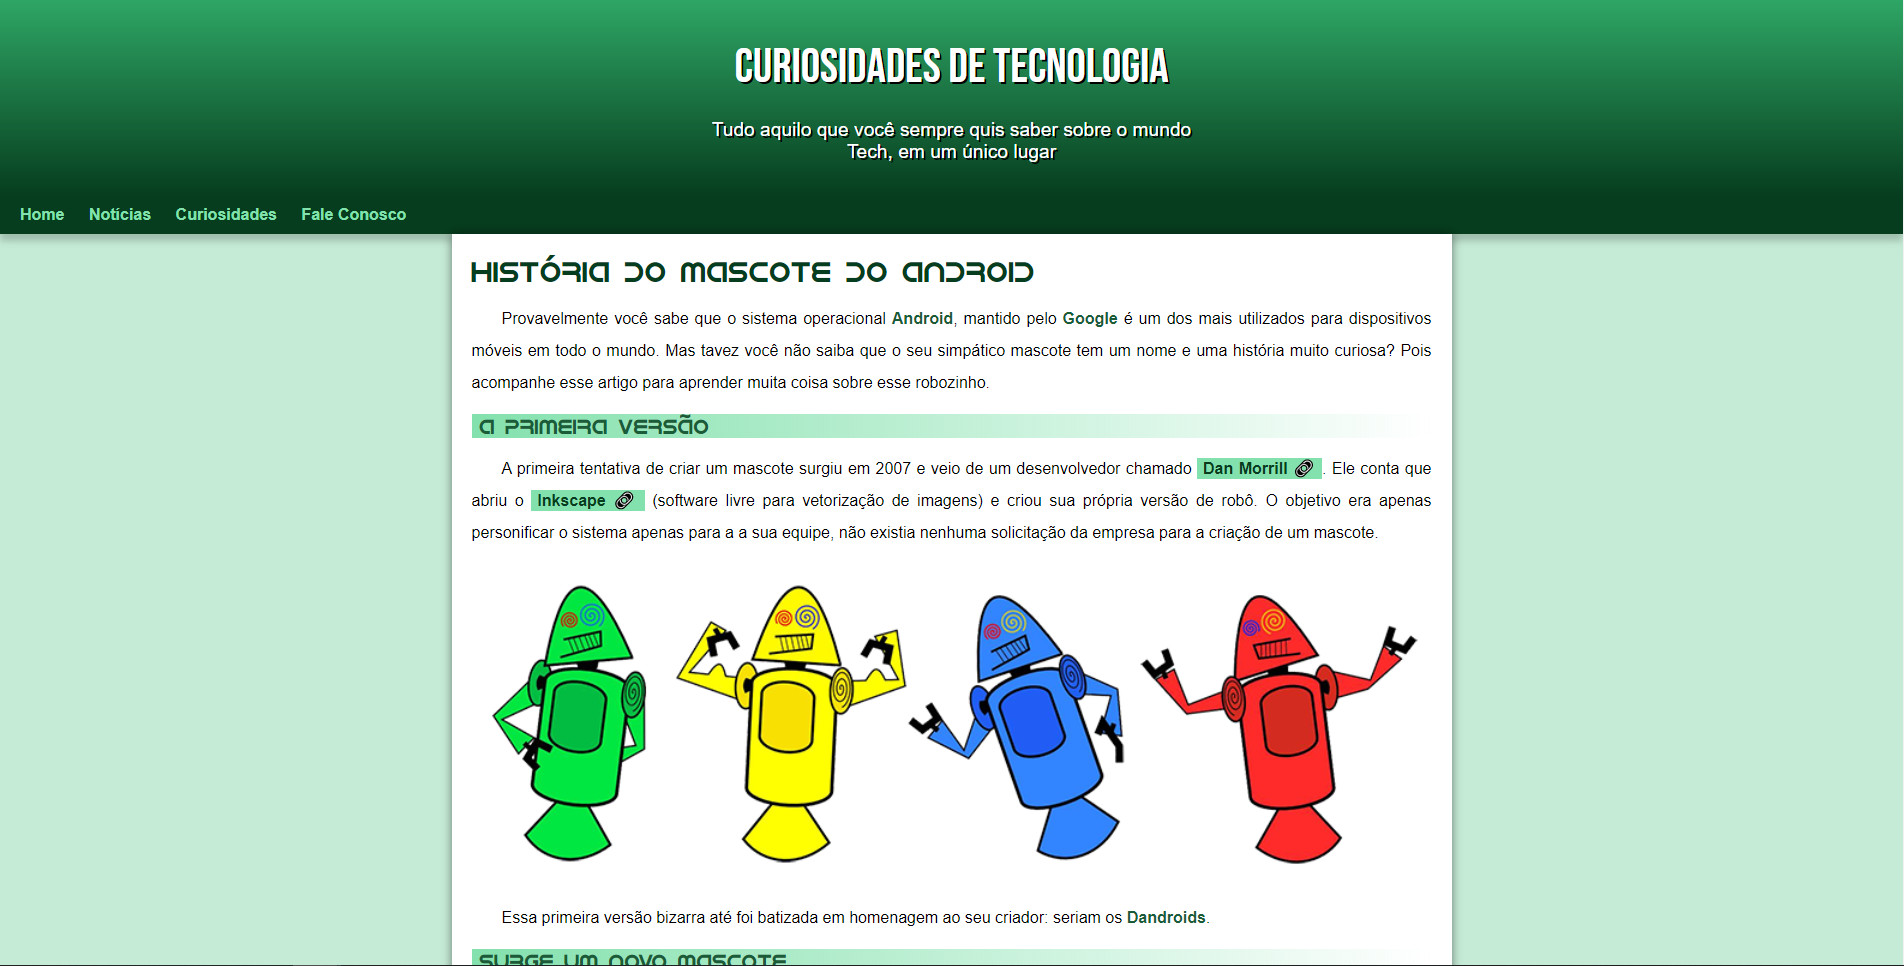 CURIOSIDADES DE TECNOLOGIA
Tudo aquilo que você sempre quis saber sobre o mundo
Tech, em um único lugar
Home Notícias Curiosidades Fale Conosco
HISTÓRIA DO MASCOTE DO ANDROID
Provavelmente você sabe que o sistema operacional Android, mantido pelo Google é um dos mais utilizados para dispositivos
móveis em todo o mundo. Mas tavez você não saiba que o seu simpático mascote tem um nome e uma história muito curiosa? Pois
acompanhe esse artigo para aprender muita coisa sobre esse robozinho.
A PRIMEIRA VERSÃO
A primeira tentativa de criar um mascote surgiu em 2007 e veio de um desenvolvedor chamado Dan Morrill . Ele conta que
abriu o Inkscape (software livre para vetorização de imagens) e criou sua própria versão de robô. O objetivo era apenas
personificar o sistema apenas para a a sua equipe, não existia nenhuma solicitação da empresa para a criação de um mascote.
Essa primeira versão bizarra até foi batizada em homenagem ao seu criador: seriam os Dandroids.
SURGE UM NOVO MASCOTE